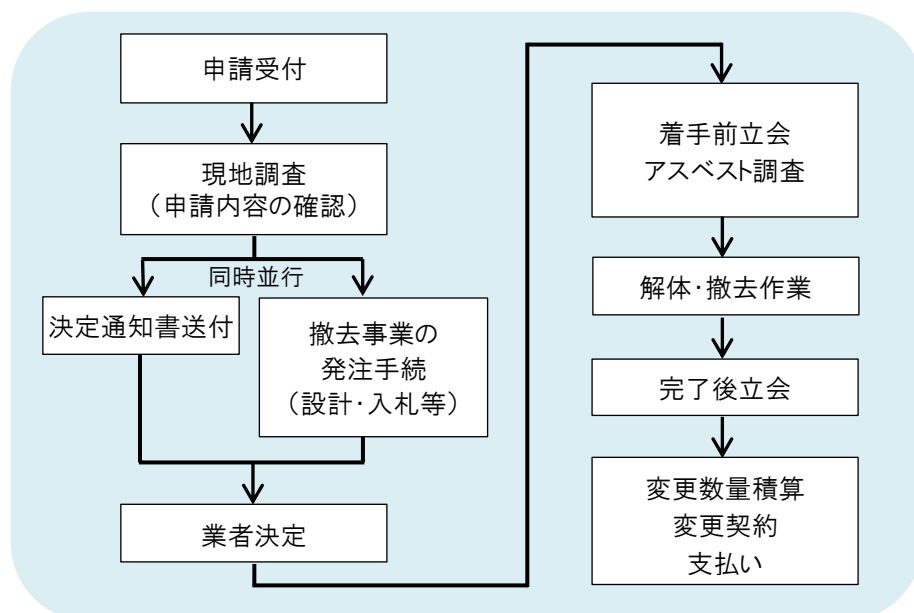 申請受付
現地調査
（申請内容の確認）
同時並行
決定通知書送付
撤去事業の
発注手続
（設計・入札等）
業者決定
着手前立会
アスベスト調査
解体・撤去作業
完了後立会
変更数量積算
変更契約
支払い